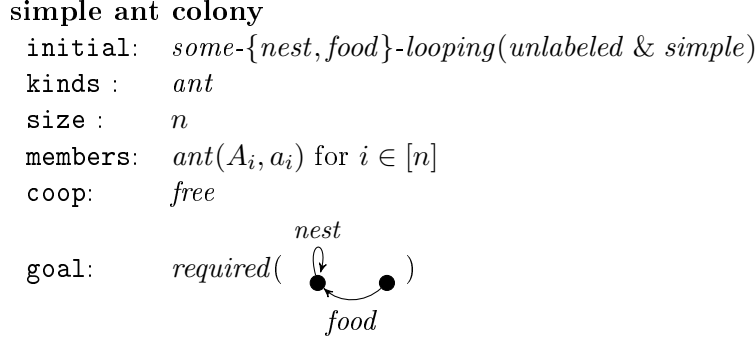 simple ant colony
initial: some-{nest, food}-looping(unlabeled & simple)
kinds : ant
size : n
members: ant(A_i, a_i) for i ∈ [n]
coop: free
nest
goal: required( )
food